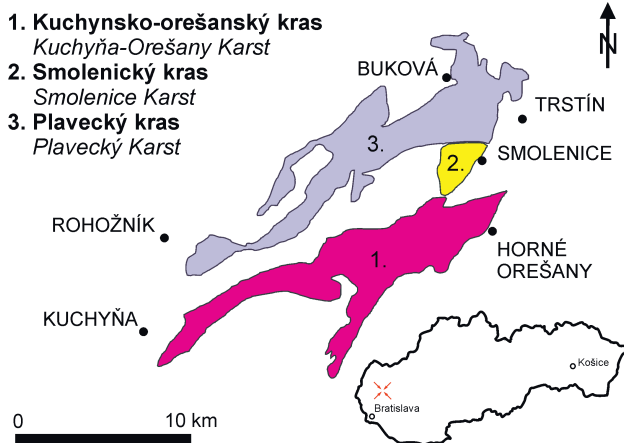 1. Kuchynsko-orešanský kras
Kuchyňa-Orešany Karst
2. Smolenický kras
Smolenice Karst
3. Plavecký kras
Plavecký Karst
N
BUKOVÁ
TRSTÍN
3.
2.
SMOLENICE
ROHOŽNÍK
1.
HORNÉ
OREŠANY
KUCHYŇA
Košice
Bratislava
0 10 km